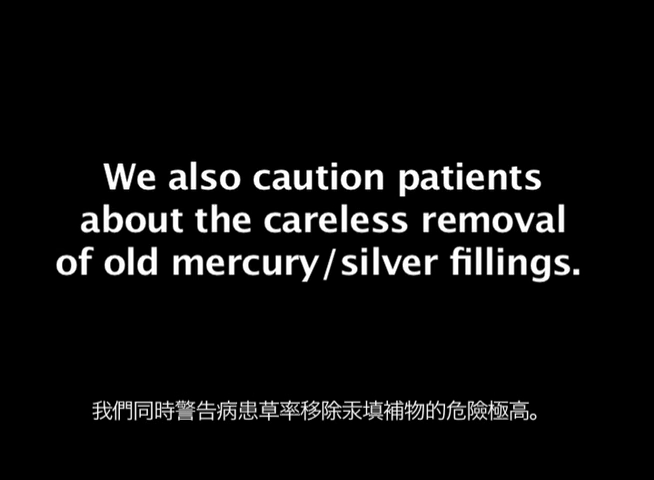 We also caution patients
about the careless removal
of old mercury/silver fillings.
我們同時警告病患草率移除汞填補物的危險極高。